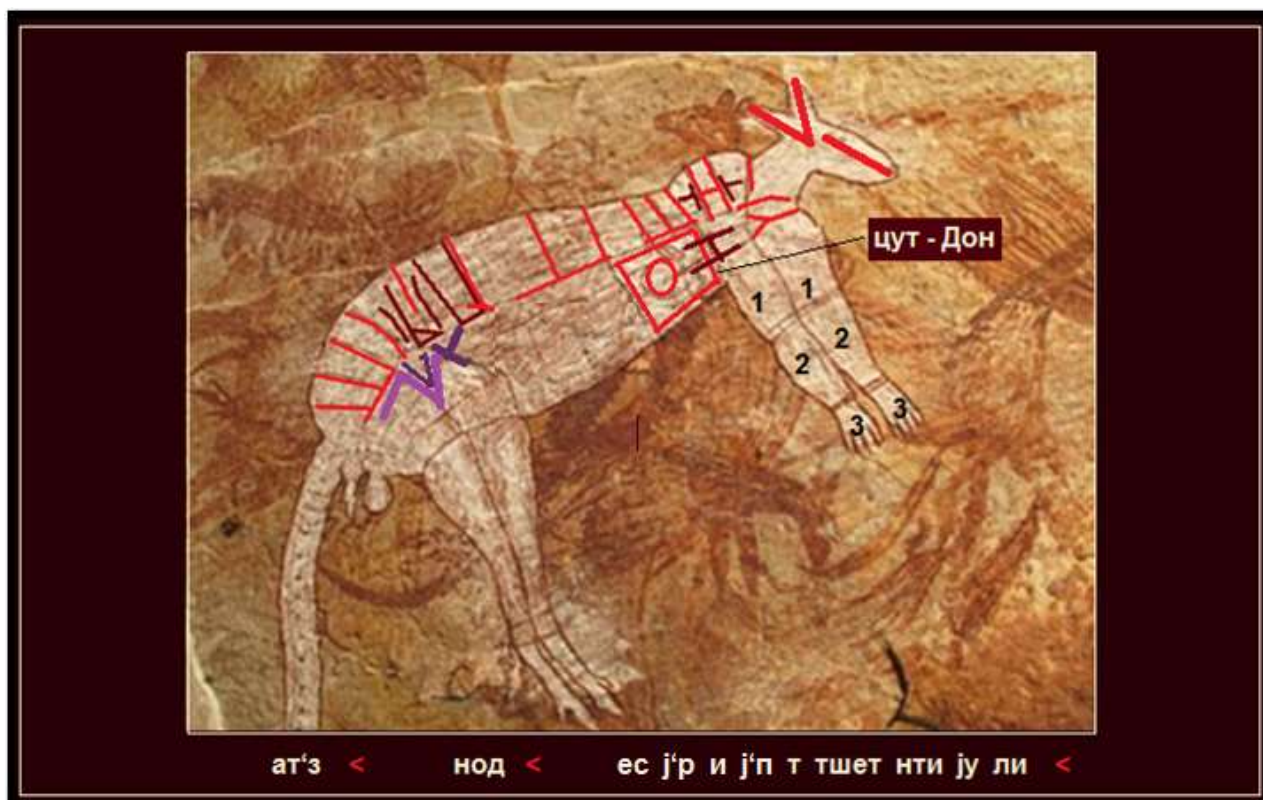 цут - Дон
1 1
2 2
3 3
ат‘з < нод < ес ј‘р и ј‘п т тшет нти ју ли <